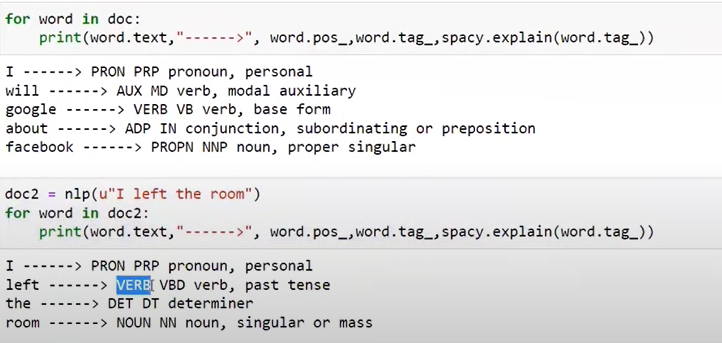 for word in doc:
    print(word.text,"------>", word.pos_,word.tag_,spacy.explain(word.tag_))
I ------> PRON PRP pronoun, personal
will ------> AUX MD verb, modal auxiliary
google ------> VERB VB verb, base form
about ------> ADP IN conjunction, subordinating or preposition
facebook ------> PROPN NNP noun, proper singular
doc2 = nlp(u"I left the room")
for word in doc2:
    print(word.text,"------>", word.pos_,word.tag_,spacy.explain(word.tag_))
I ------> PRON PRP pronoun, personal
left ------> VERB VBD verb, past tense
the ------> DET DT determiner
room ------> NOUN NN noun, singular or mass